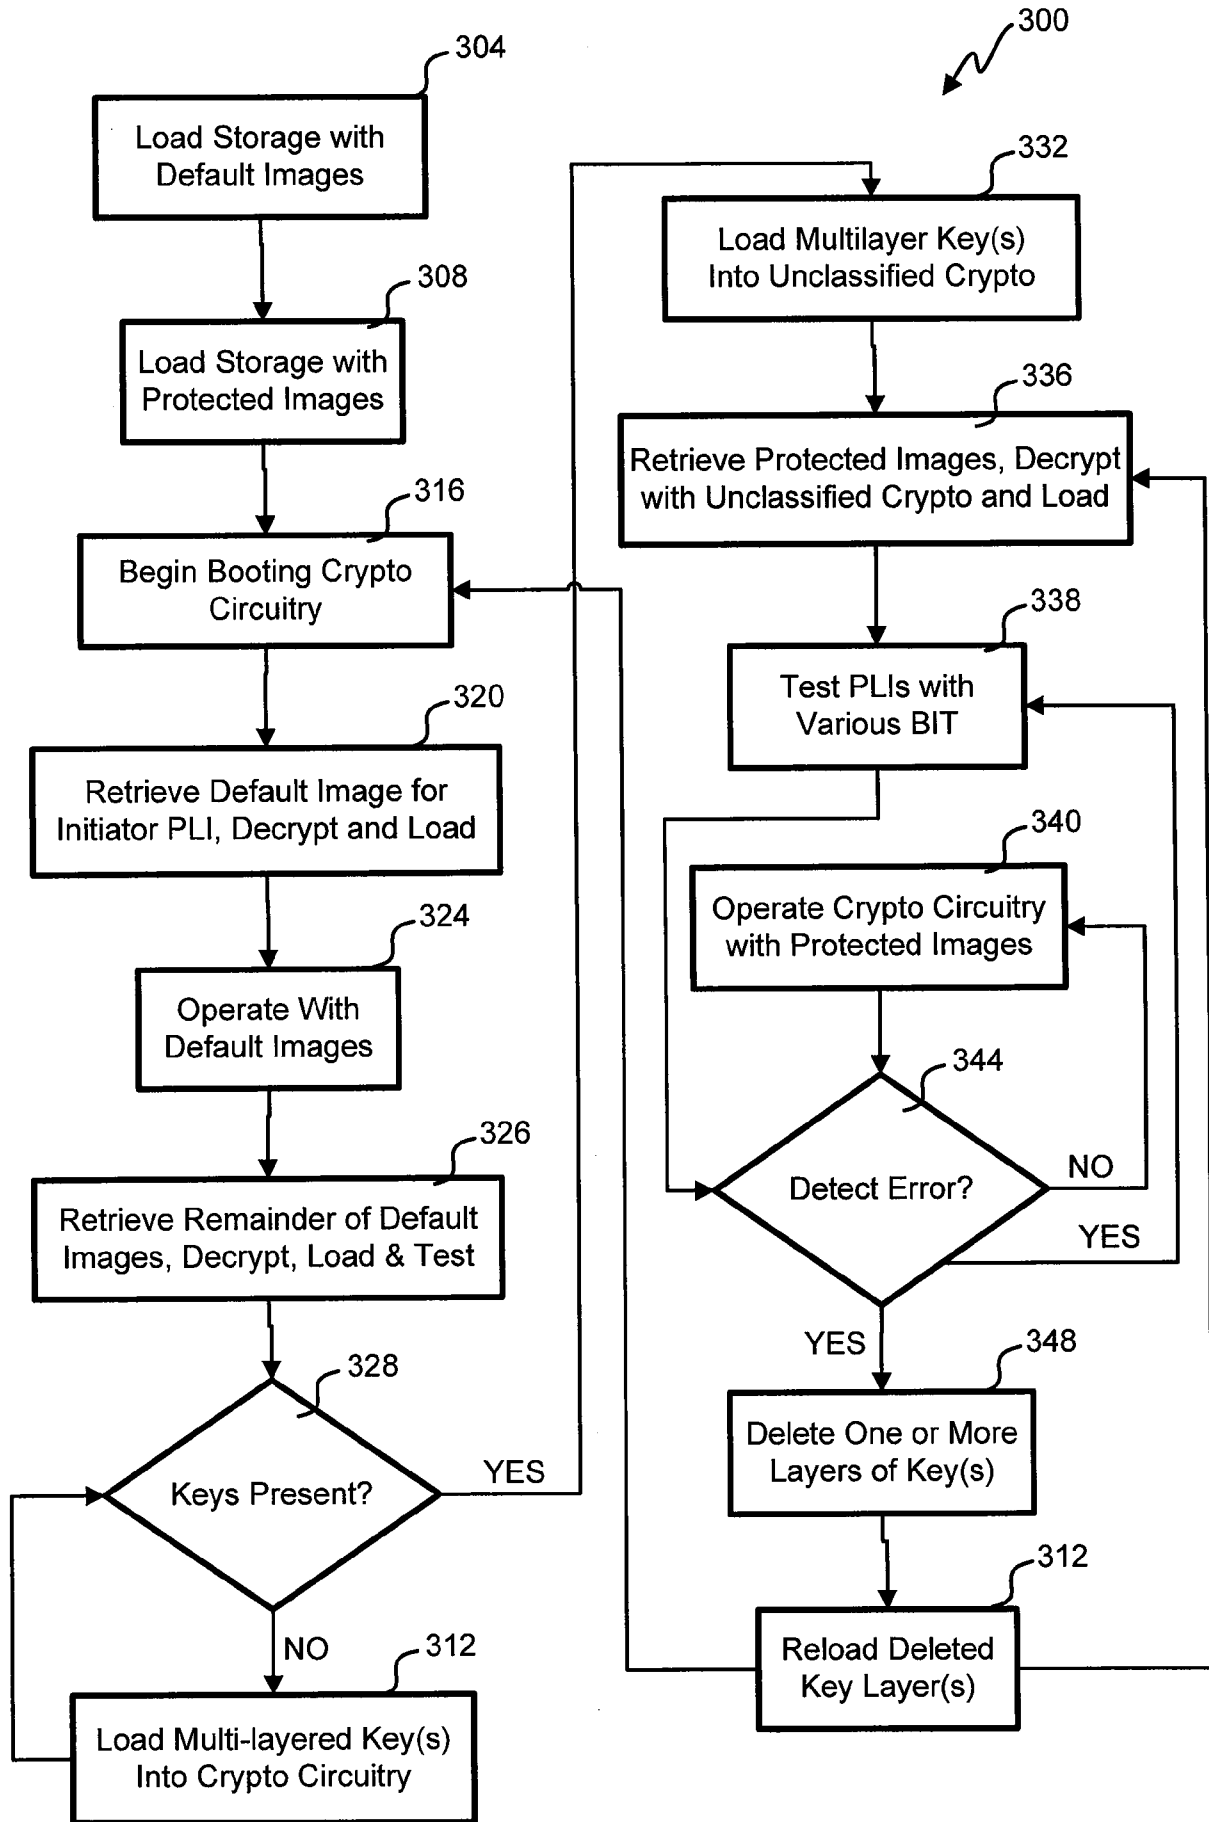 300
304
Load Storage with
Default Images
308
Load Storage with
Protected Images
316
Begin Booting Crypto
Circuitry
320
Retrieve Default Image for
Initiator PLI, Decrypt and Load
324
Operate With
Default Images
326
Retrieve Remainder of Default
Images, Decrypt, Load & Test
328
Keys Present?
YES
NO
312
Load Multi-layered Key(s)
Into Crypto Circuitry
332
Load Multilayer Key(s)
Into Unclassified Crypto
336
Retrieve Protected Images, Decrypt
with Unclassified Crypto and Load
338
Test PLIs with
Various BIT
340
Operate Crypto Circuitry
with Protected Images
344
Detect Error?
NO
YES
YES
348
Delete One or More
Layers of Key(s)
312
Reload Deleted
Key Layer(s)